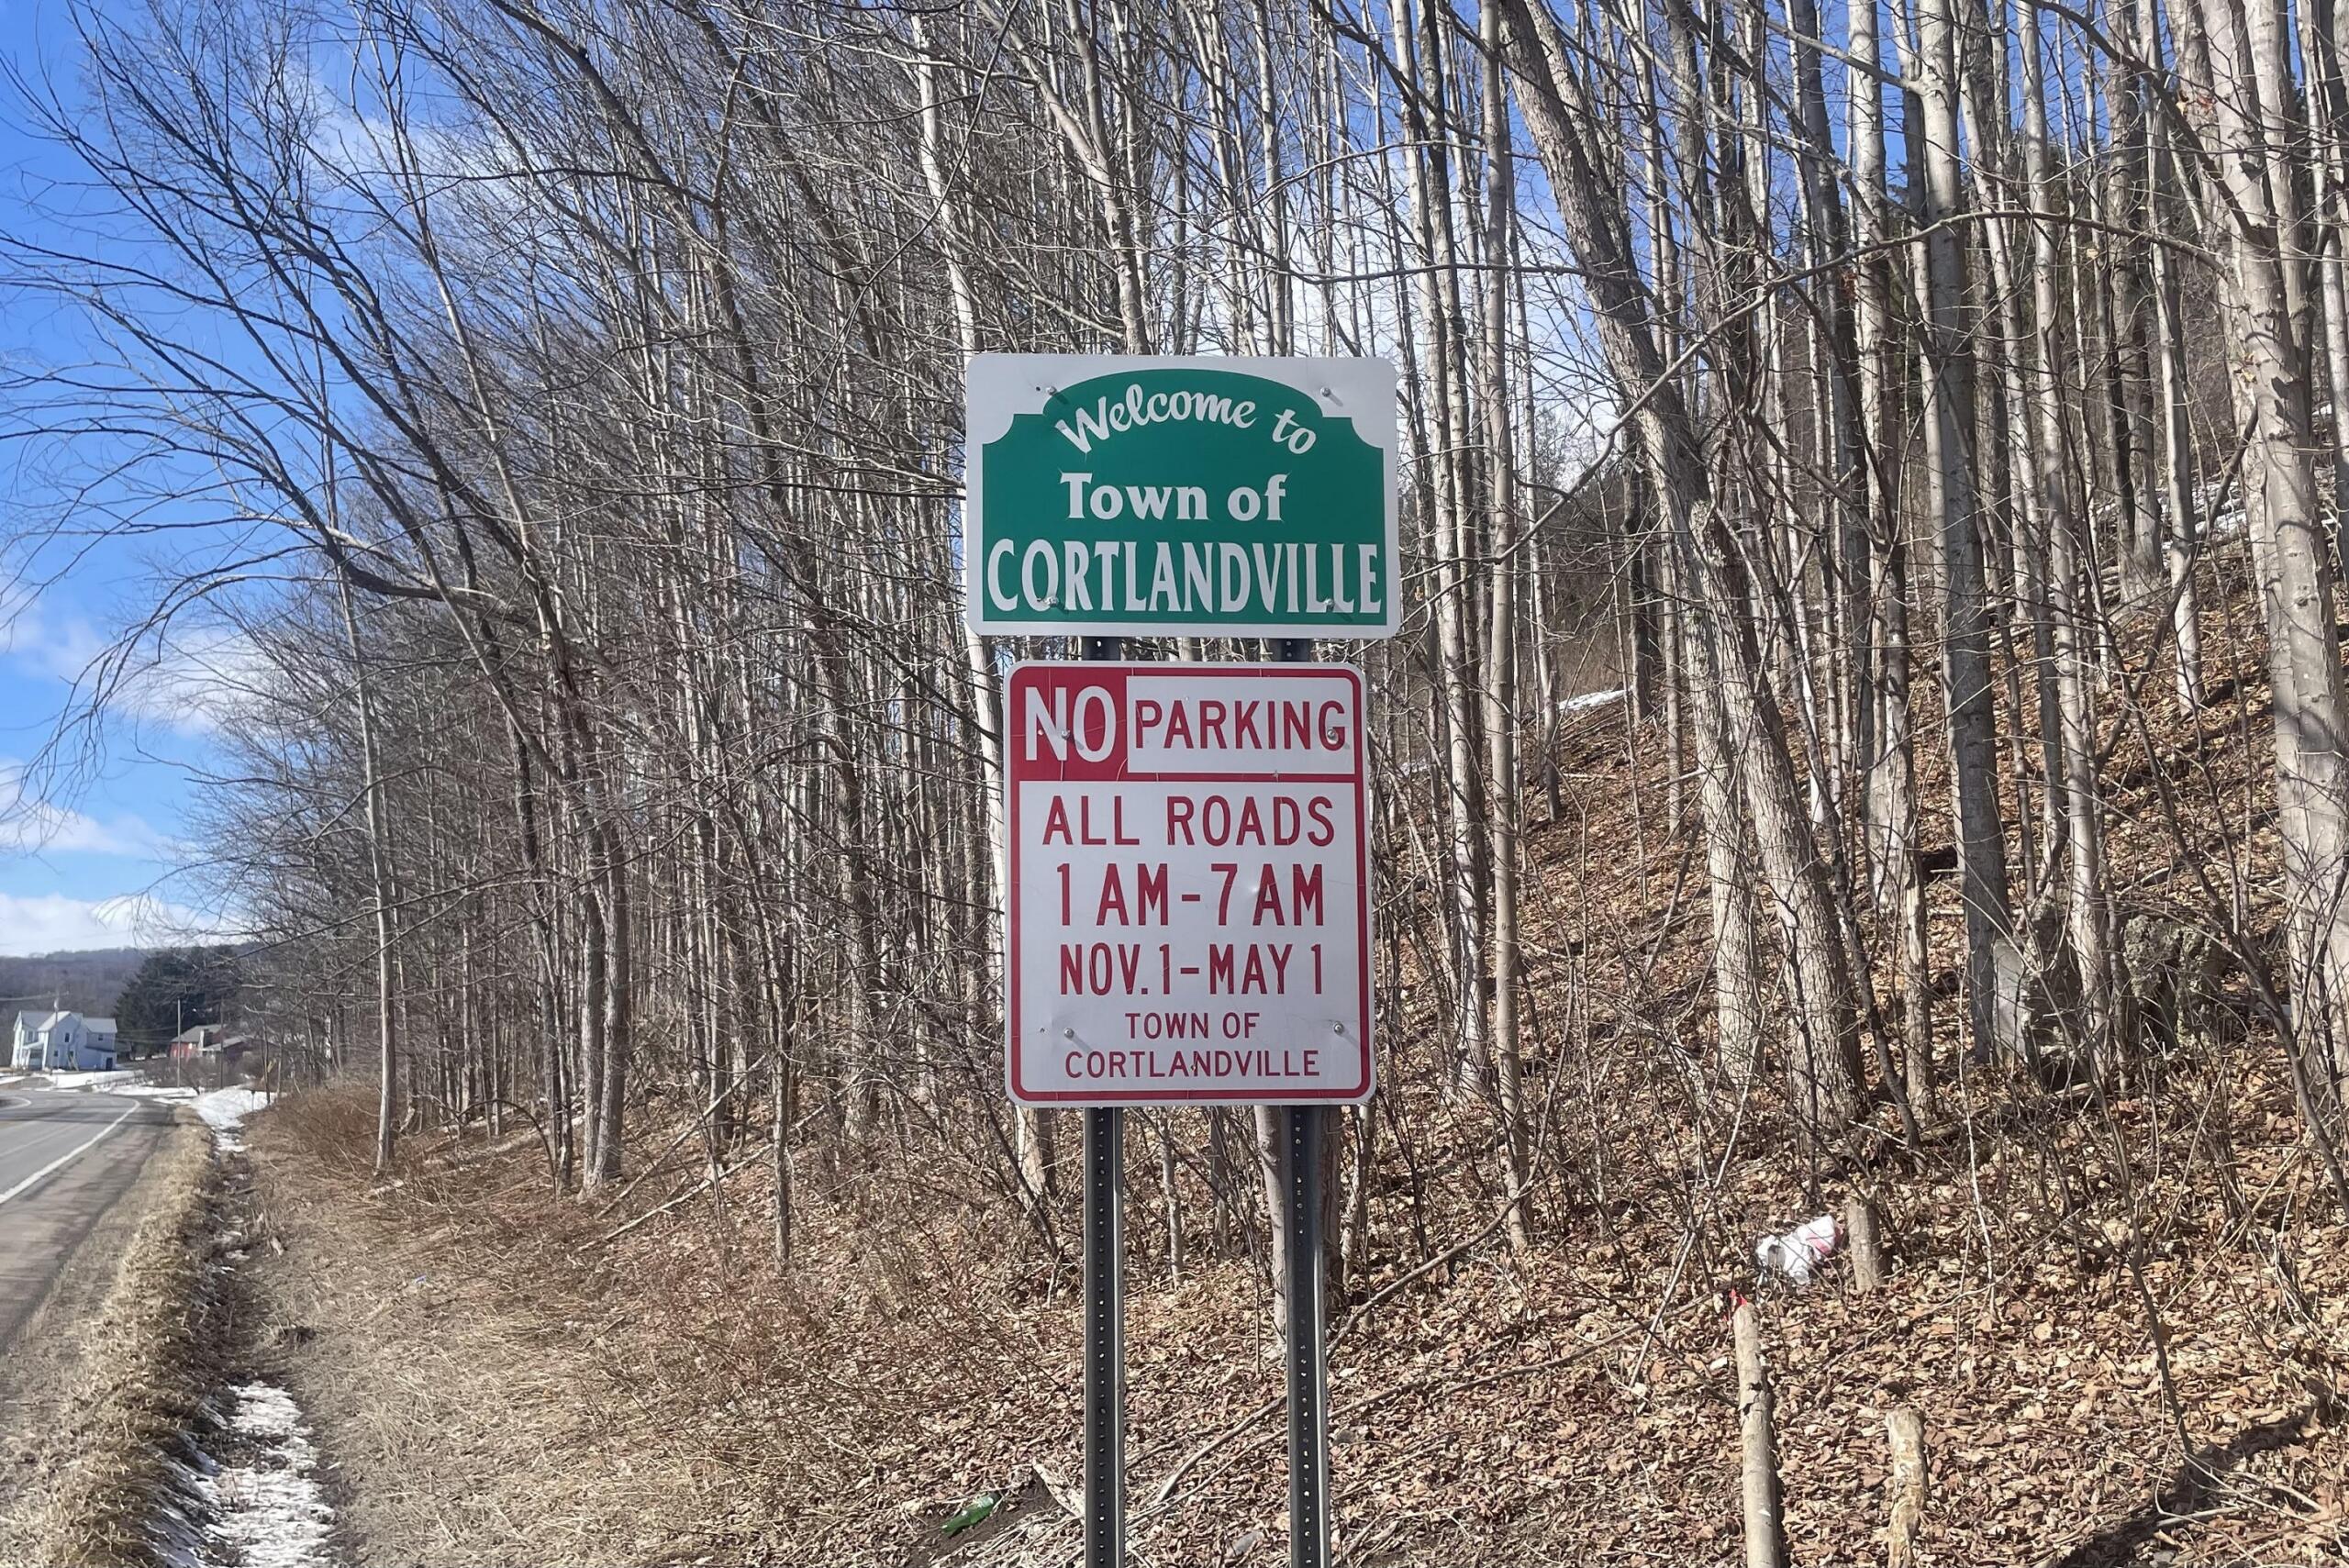 Welcome to
Town of
CORTLANDVILLE
NO PARKING
ALL ROADS
1 AM-7 AM
NOV. 1-MAY 1
TOWN OF
CORTLANDVILLE